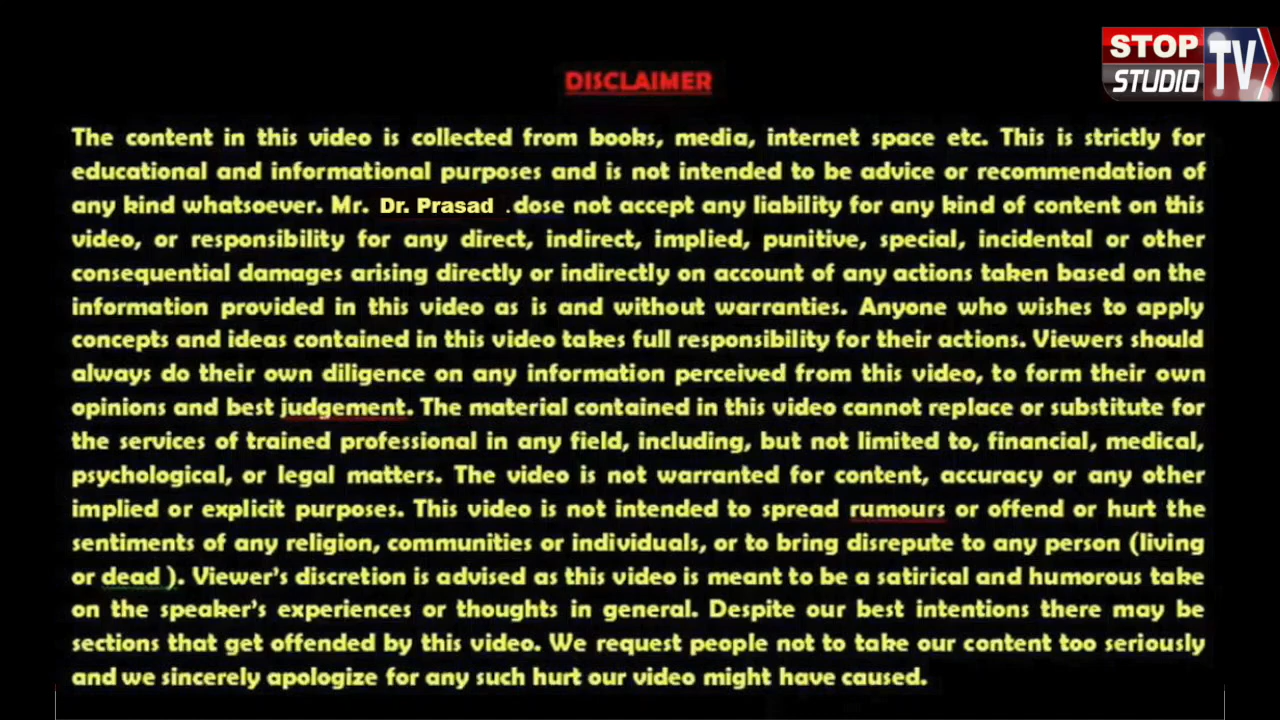 STOP
STUDIO
TV
DISCLAIMER
The content in this video is collected from books, media, internet space etc. This is strictly for
educational and informational purposes and is not intended to be advice or recommendation of
any kind whatsoever. Mr. Dr. Prasad .dose not accept any liability for any kind of content on this
video, or responsibility for any direct, indirect, implied, punitive, special, incidental or other
consequential damages arising directly or indirectly on account of any actions taken based on the
information provided in this video as is and without warranties. Anyone who wishes to apply
concepts and ideas contained in this video takes full responsibility for their actions. Viewers should
always do their own diligence on any information perceived from this video, to form their own
opinions and best judgement. The material contained in this video cannot replace or substitute for
the services of trained professional in any field, including, but not limited to, financial, medical,
psychological, or legal matters. The video is not warranted for content, accuracy or any other
implied or explicit purposes. This video is not intended to spread rumours or offend or hurt the
sentiments of any religion, communities or individuals, or to bring disrepute to any person (living
or dead ). Viewer's discretion is advised as this video is meant to be a satirical and humorous take
on the speaker's experiences or thoughts in general. Despite our best intentions there may be
sections that get offended by this video. We request people not to take our content too seriously
and we sincerely apologize for any such hurt our video might have caused.